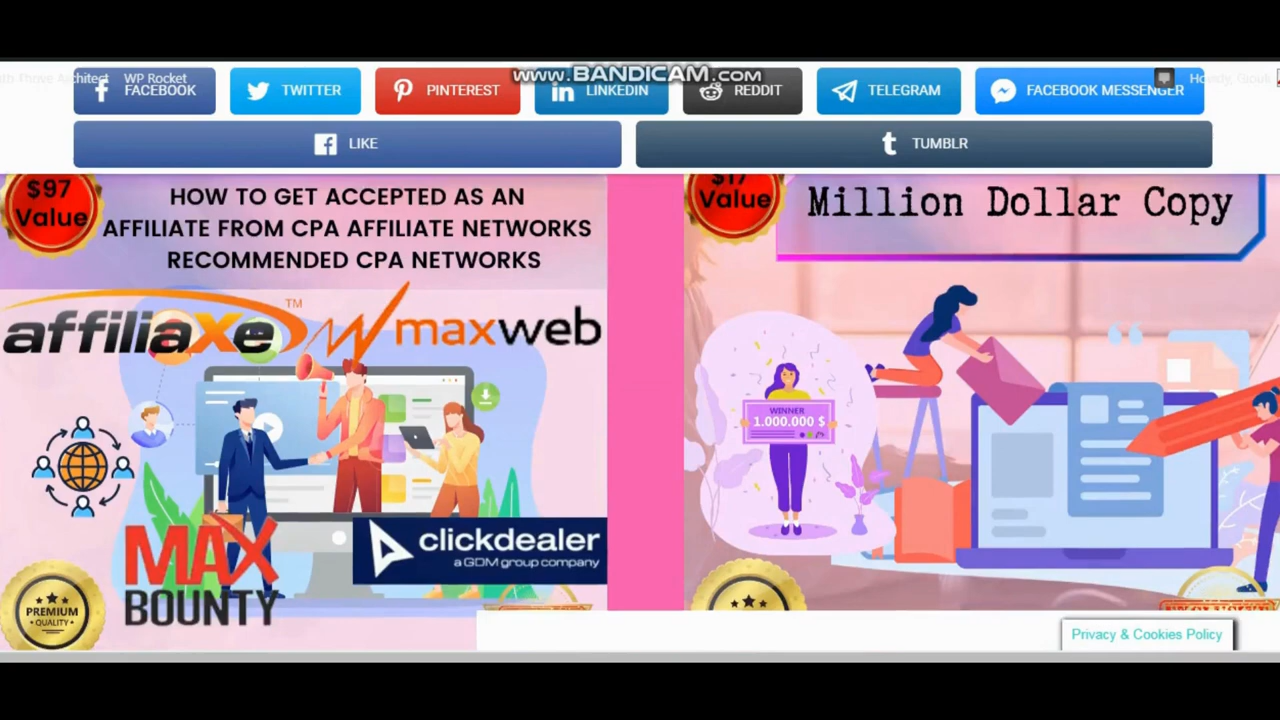 www.BANDICAM.com
WP Rocket
FACEBOOK
TWITTER
PINTEREST
LINKEDIN
REDDIT
TELEGRAM
FACEBOOK MESSENGER
LIKE
TUMBLR
$97
Value
HOW TO GET ACCEPTED AS AN
AFFILIATE FROM CPA AFFILIATE NETWORKS
RECOMMENDED CPA NETWORKS
affiliaxe™
maxweb
MAX
BOUNTY
clickdealer
a GDM group company
PREMIUM
QUALITY
$17
Value
Million Dollar Copy
WINNER
1.000.000 $
Privacy & Cookies Policy